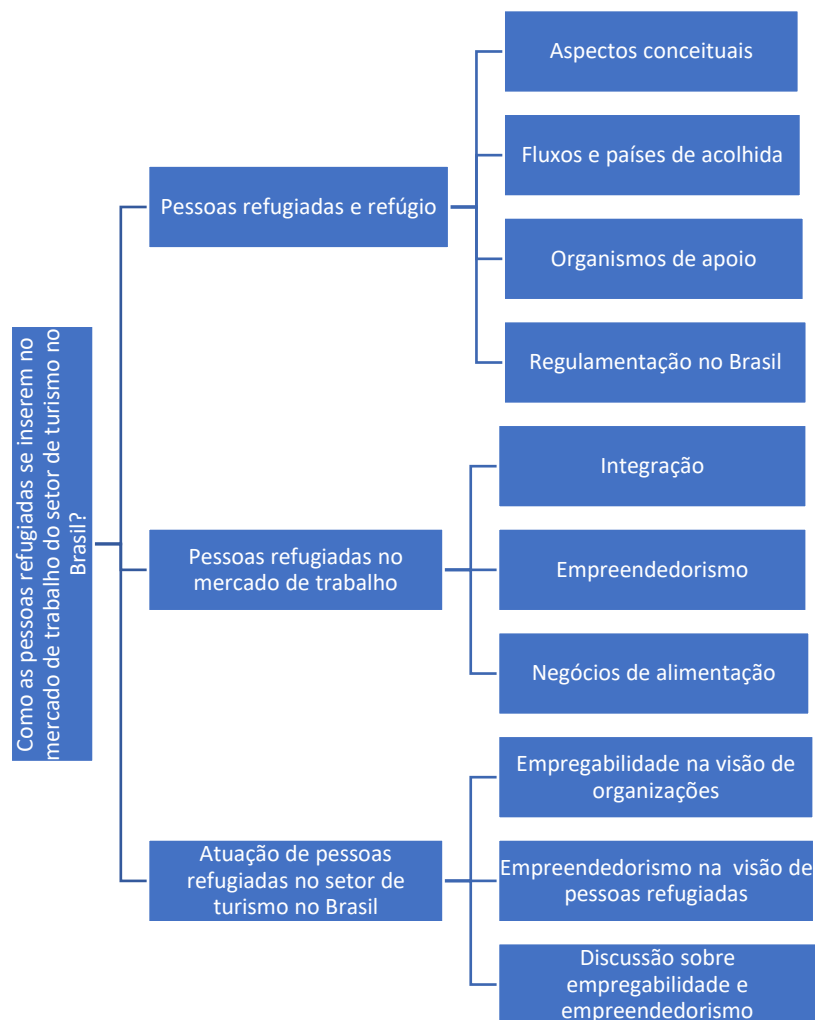 Como as pessoas refugiadas se inserem no
mercado de trabalho do setor de turismo no
Brasil?
Pessoas refugiadas e refúgio
Aspectos conceituais
Fluxos e países de acolhida
Organismos de apoio
Regulamentação no Brasil
Pessoas refugiadas no
mercado de trabalho
Integração
Empreendedorismo
Negócios de alimentação
Atuação de pessoas
refugiadas no setor de
turismo no Brasil
Empregabilidade na visão de
organizações
Empreendedorismo na visão de
pessoas refugiadas
Discussão sobre
empregabilidade e
empreendedorismo